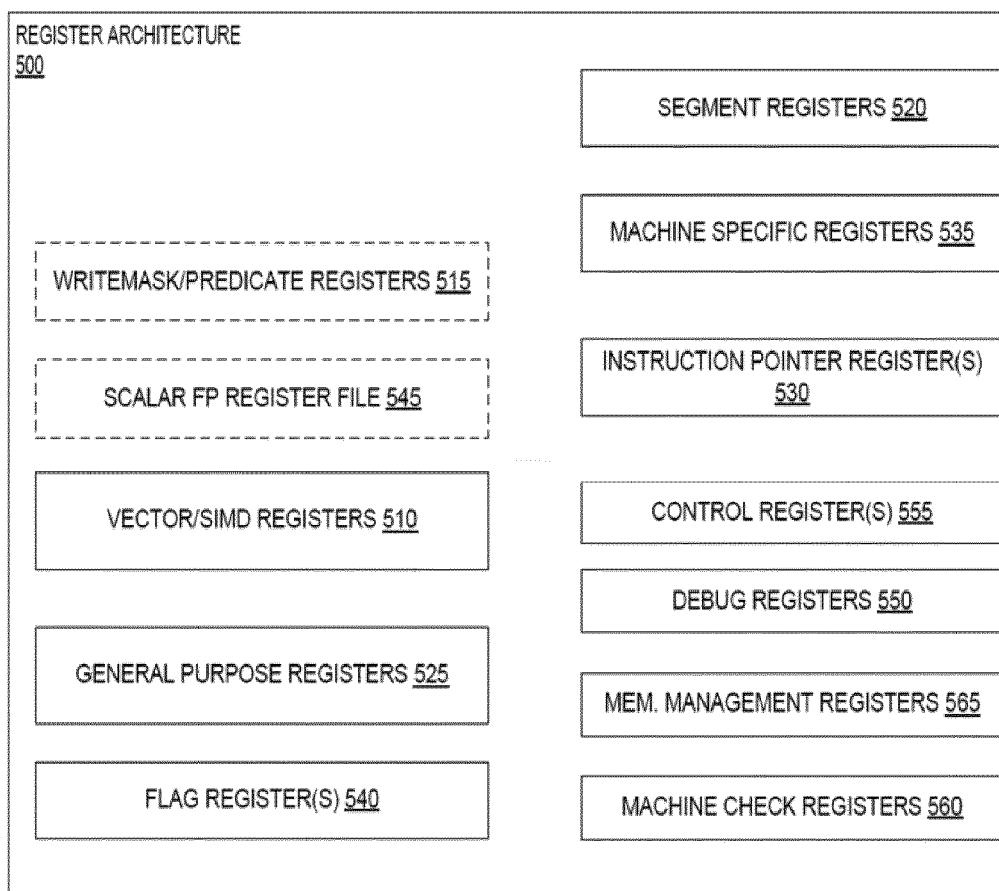 REGISTER ARCHITECTURE
500
WRITEMASK/PREDICATE REGISTERS 515
SCALAR FP REGISTER FILE 545
VECTOR/SIMD REGISTERS 510
GENERAL PURPOSE REGISTERS 525
FLAG REGISTER(S) 540
SEGMENT REGISTERS 520
MACHINE SPECIFIC REGISTERS 535
INSTRUCTION POINTER REGISTER(S)
530
CONTROL REGISTER(S) 555
DEBUG REGISTERS 550
MEM. MANAGEMENT REGISTERS 565
MACHINE CHECK REGISTERS 560